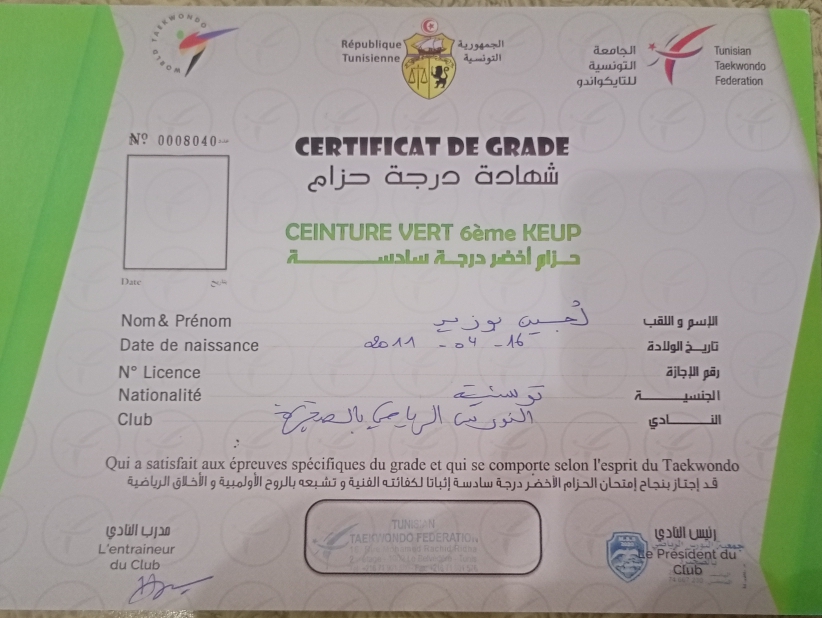 WORLD TAEKWONDO
République Tunisienne
الجمهورية التونسية
الجامعة التونسية للتايكواندو
Tunisian Taekwondo Federation
Nº 0008040
CERTIFICAT DE GRADE
شهادة درجة حزام
CEINTURE VERT 6ème KEUP
حزام أخضر درجة سادسة
Date تاريخ
Nom & Prénom الإسم و اللقب
Date de naissance 2011 - 04 - 16 تاريخ الولادة
N° Licence رقم الإجازة
Nationalité تونسية الجنسية
Club الرياضي النادي
Qui a satisfait aux épreuves spécifiques du grade et qui se comporte selon l'esprit du Taekwondo
قد إجتاز بنجاح إمتحان الحزام الأخضر درجة سادسة إثباتا لكفائته الفنية و تشبعه بالروح الأولمبية و الأخلاق الرياضية
مدرب النادي
L'entraineur du Club
TUNISIAN
TAEKWONDO FEDERATION
رئيس النادي
Le Président du Club